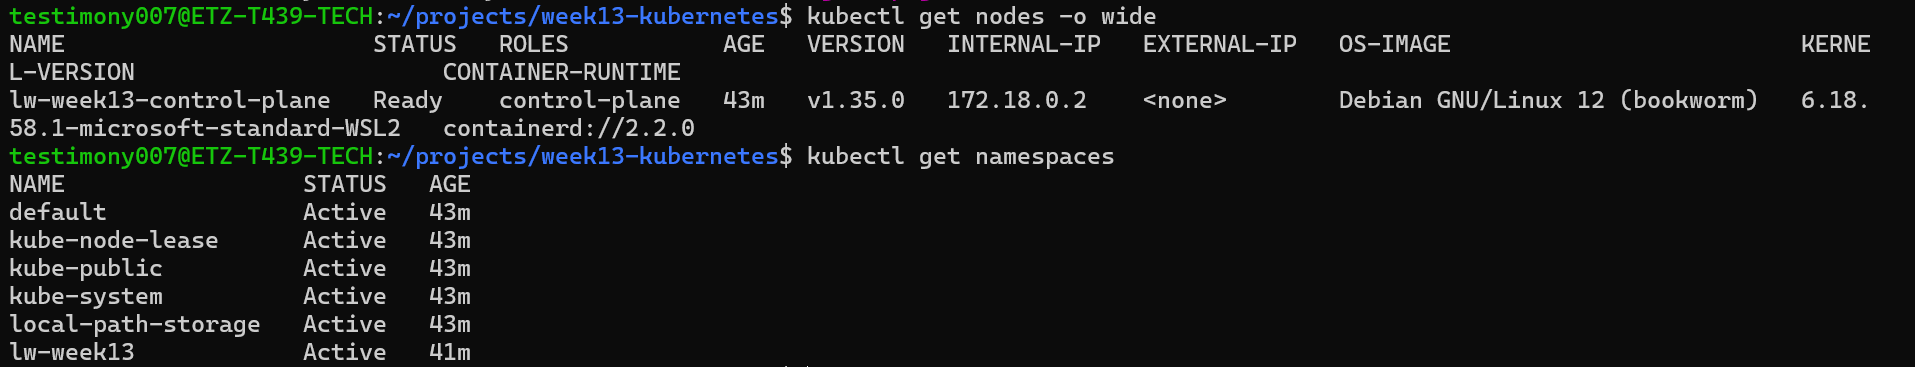 testimony007@ETZ-T439-TECH:~/projects/week13-kubernetes$ kubectl get nodes -o wide
NAME                      STATUS   ROLES           AGE   VERSION   INTERNAL-IP   EXTERNAL-IP   OS-IMAGE                         KERNE
L-VERSION                      CONTAINER-RUNTIME
lw-week13-control-plane   Ready    control-plane   43m   v1.35.0   172.18.0.2    <none>        Debian GNU/Linux 12 (bookworm)   6.18.
58.1-microsoft-standard-WSL2   containerd://2.2.0
testimony007@ETZ-T439-TECH:~/projects/week13-kubernetes$ kubectl get namespaces
NAME                 STATUS   AGE
default              Active   43m
kube-node-lease      Active   43m
kube-public          Active   43m
kube-system          Active   43m
local-path-storage   Active   43m
lw-week13            Active   41m